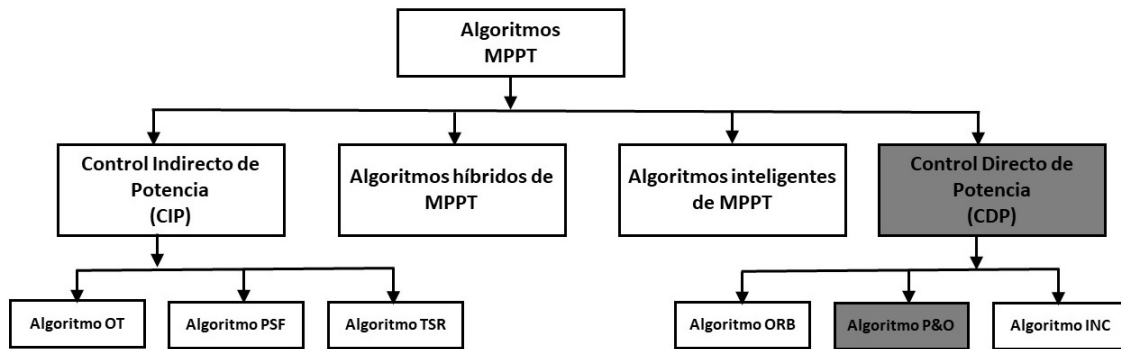 Algoritmos
MPPT
Control Indirecto de
Potencia
(CIP)
Algoritmos híbridos de
MPPT
Algoritmos inteligentes
de MPPT
Control Directo de
Potencia
(CDP)
Algoritmo OT
Algoritmo PSF
Algoritmo TSR
Algoritmo ORB
Algoritmo P&O
Algoritmo INC